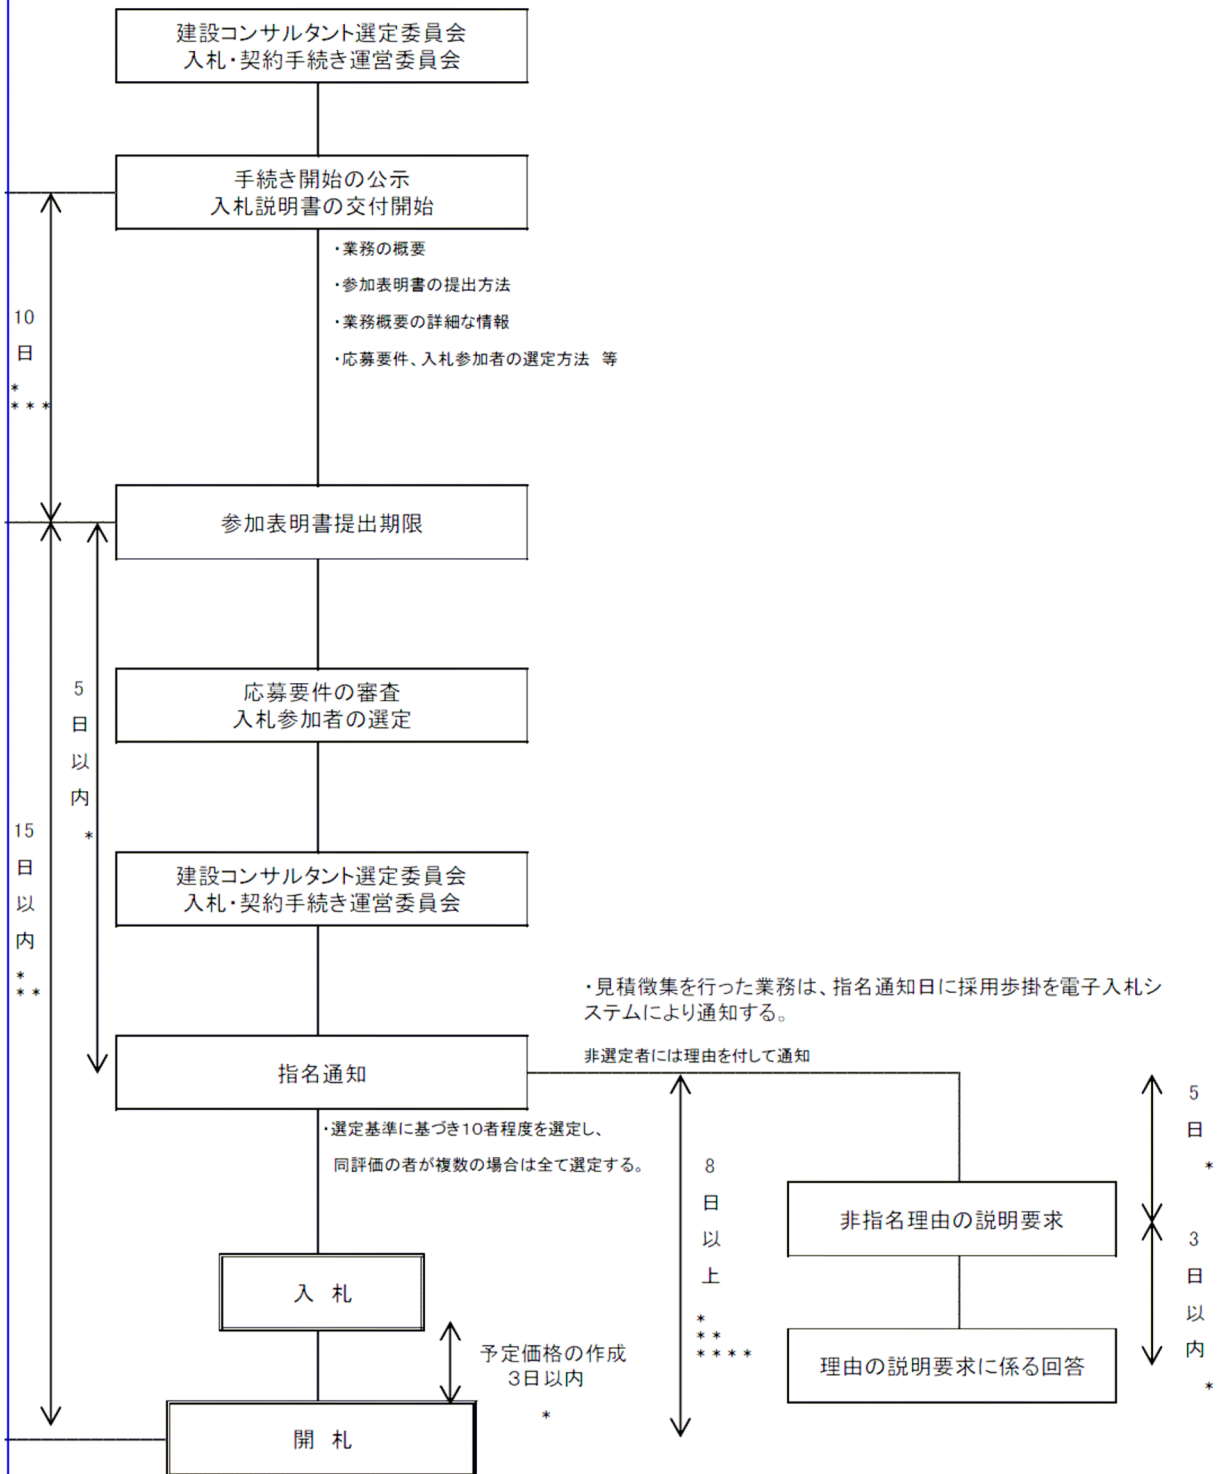 建設コンサルタント選定委員会
入札・契約手続き運営委員会
手続き開始の公示
入札説明書の交付開始
・業務の概要
・参加表明書の提出方法
・業務概要の詳細な情報
・応募要件、入札参加者の選定方法　等
10
日
*
***
参加表明書提出期限
応募要件の審査
入札参加者の選定
5
日
以
内
*
15
日
以
内
*
**
建設コンサルタント選定委員会
入札・契約手続き運営委員会
・見積徴集を行った業務は、指名通知日に採用歩掛を電子入札シ
ステムにより通知する。
非選定者には理由を付して通知
指名通知
・選定基準に基づき10者程度を選定し、
同評価の者が複数の場合は全て選定する。
8
日
以
上
*
**
****
5
日
*
非指名理由の説明要求
3
日
以
内
*
理由の説明要求に係る回答
入　札
予定価格の作成
3日以内
*
開　札